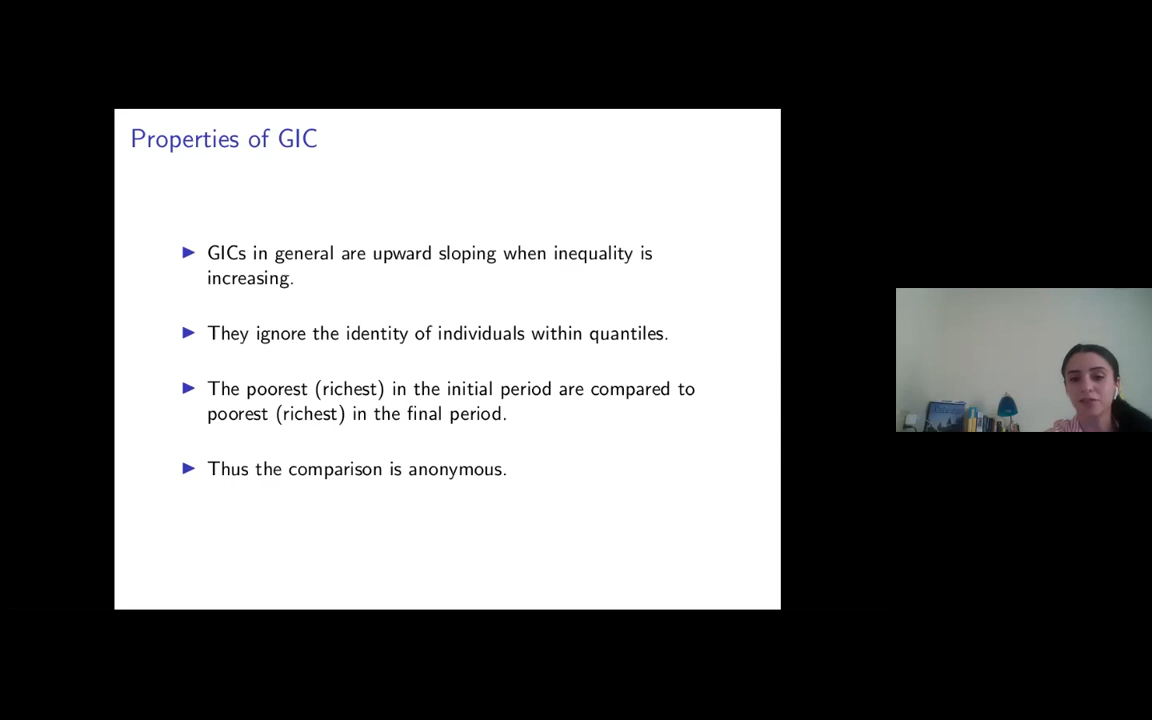 Properties of GIC
▶ GICs in general are upward sloping when inequality is
increasing.
▶ They ignore the identity of individuals within quantiles.
▶ The poorest (richest) in the initial period are compared to
poorest (richest) in the final period.
▶ Thus the comparison is anonymous.